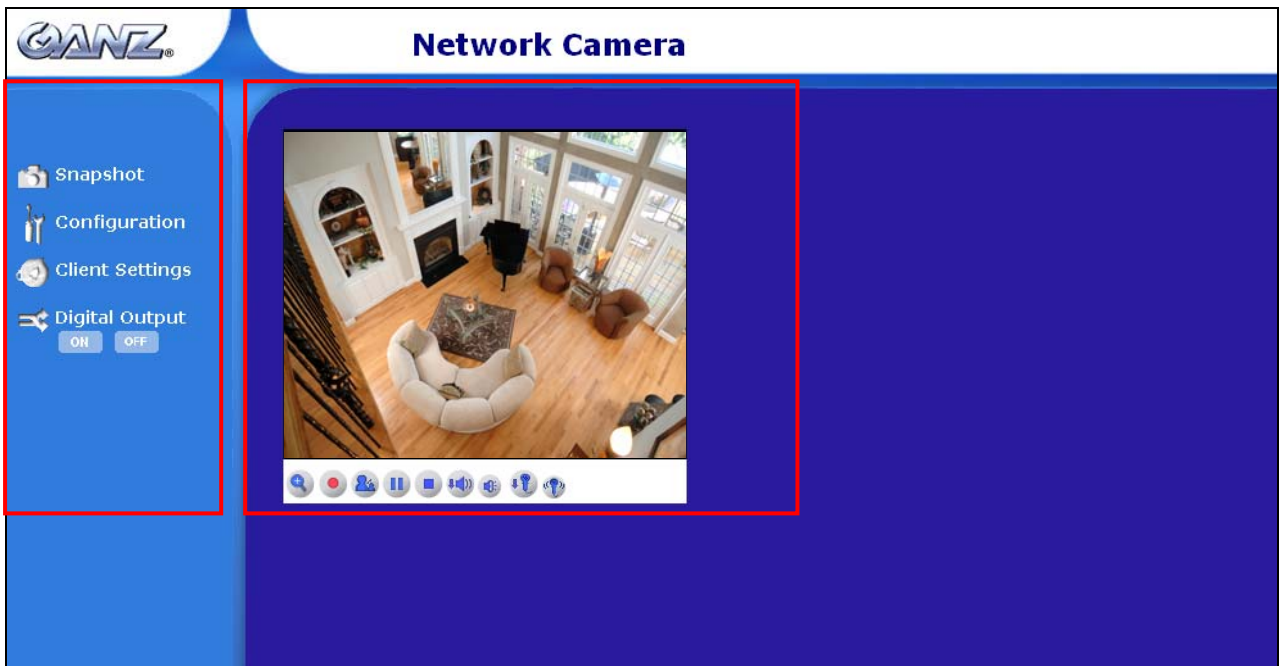 GANZ®
Network Camera
Snapshot
Configuration
Client Settings
Digital Output
ON OFF